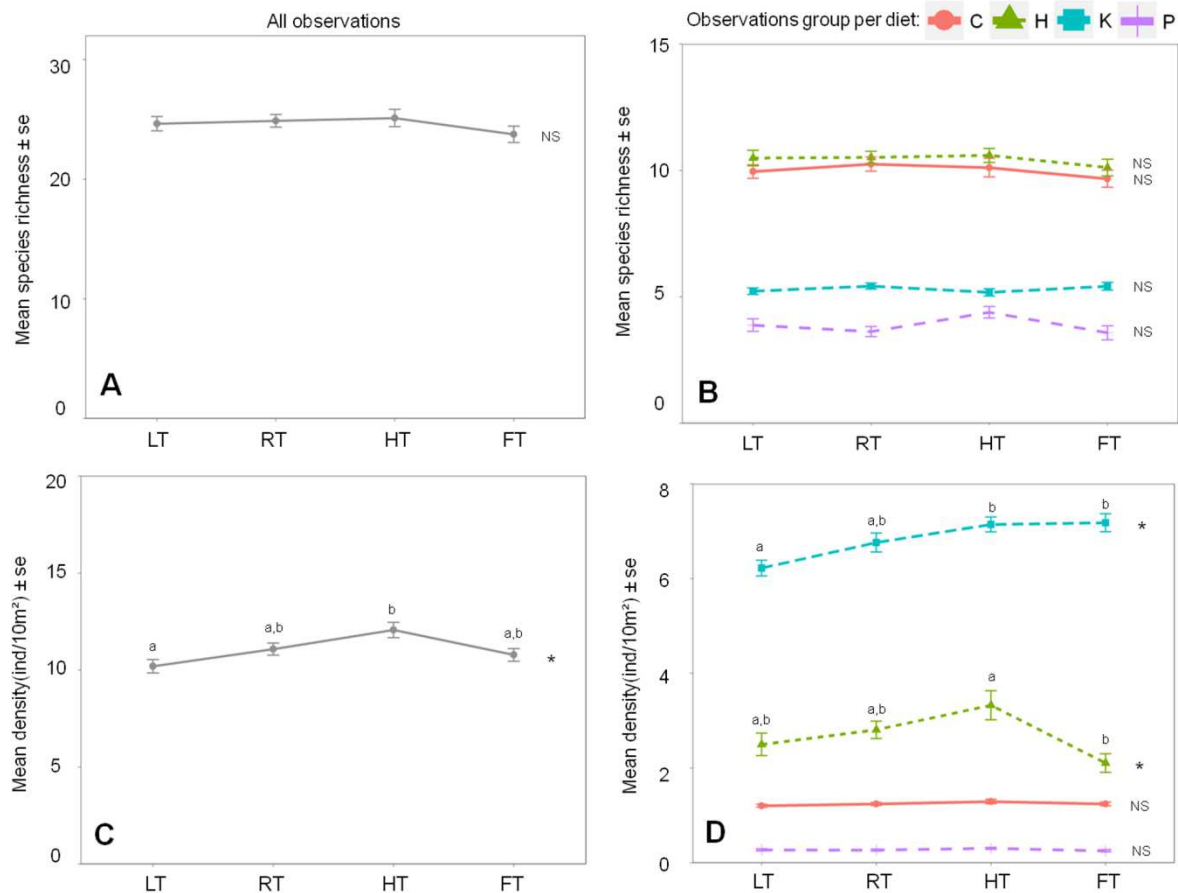 All observations
Observations group per diet: C H K P
Mean species richness ± se
30
20
10
0
NS
A
LT RT HT FT
Mean species richness ± se
15
10
5
0
NS
NS
NS
NS
B
LT RT HT FT
Mean density(ind/10m²) ± se
20
15
10
5
0
a
a,b
b
a,b
*
C
LT RT HT FT
Mean density(ind/10m²) ± se
8
6
4
2
0
a
a,b
b
b
*
a,b
a,b
a
b
*
NS
NS
D
LT RT HT FT